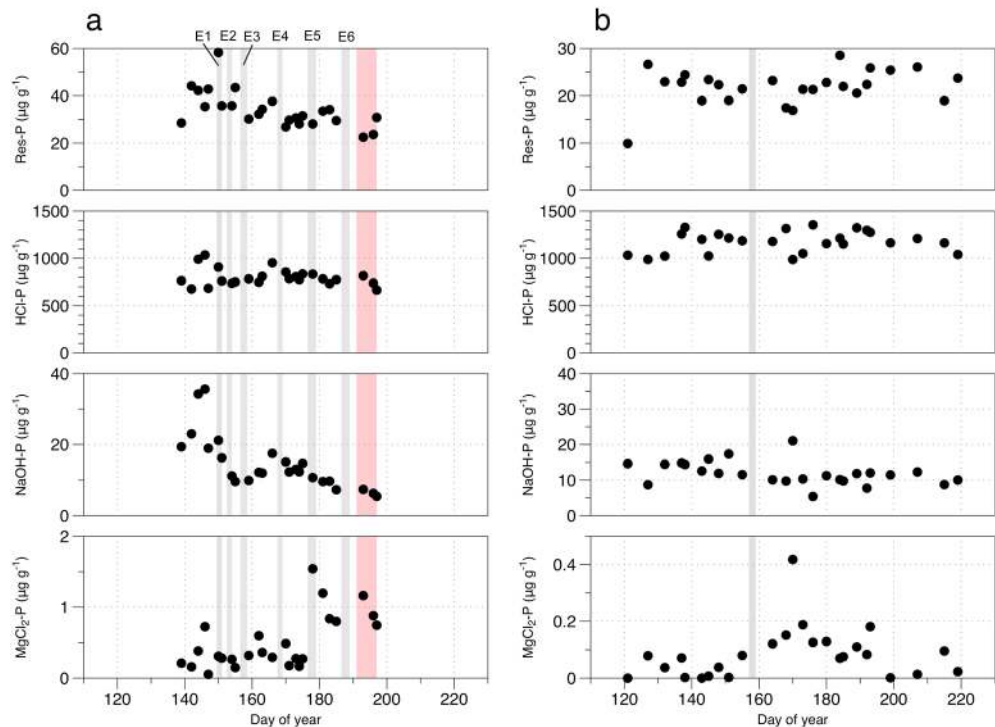 a
b
E1 E2 E3 E4 E5 E6
60
40
20
0
Res-P (µg g⁻¹)
30
20
10
0
Res-P (µg g⁻¹)
1500
1000
500
0
HCl-P (µg g⁻¹)
1500
1000
500
0
HCl-P (µg g⁻¹)
40
20
0
NaOH-P (µg g⁻¹)
40
30
20
10
0
NaOH-P (µg g⁻¹)
2
1
0
MgCl₂-P (µg g⁻¹)
0.4
0.2
0
MgCl₂-P (µg g⁻¹)
120 140 160 180 200 220
Day of year
120 140 160 180 200 220
Day of year